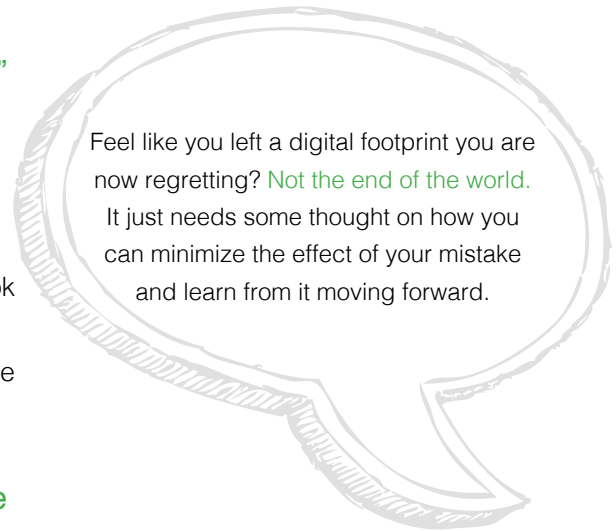 ”
Feel like you left a digital footprint you are
now regretting? Not the end of the world.
It just needs some thought on how you
can minimize the effect of your mistake
and learn from it moving forward.